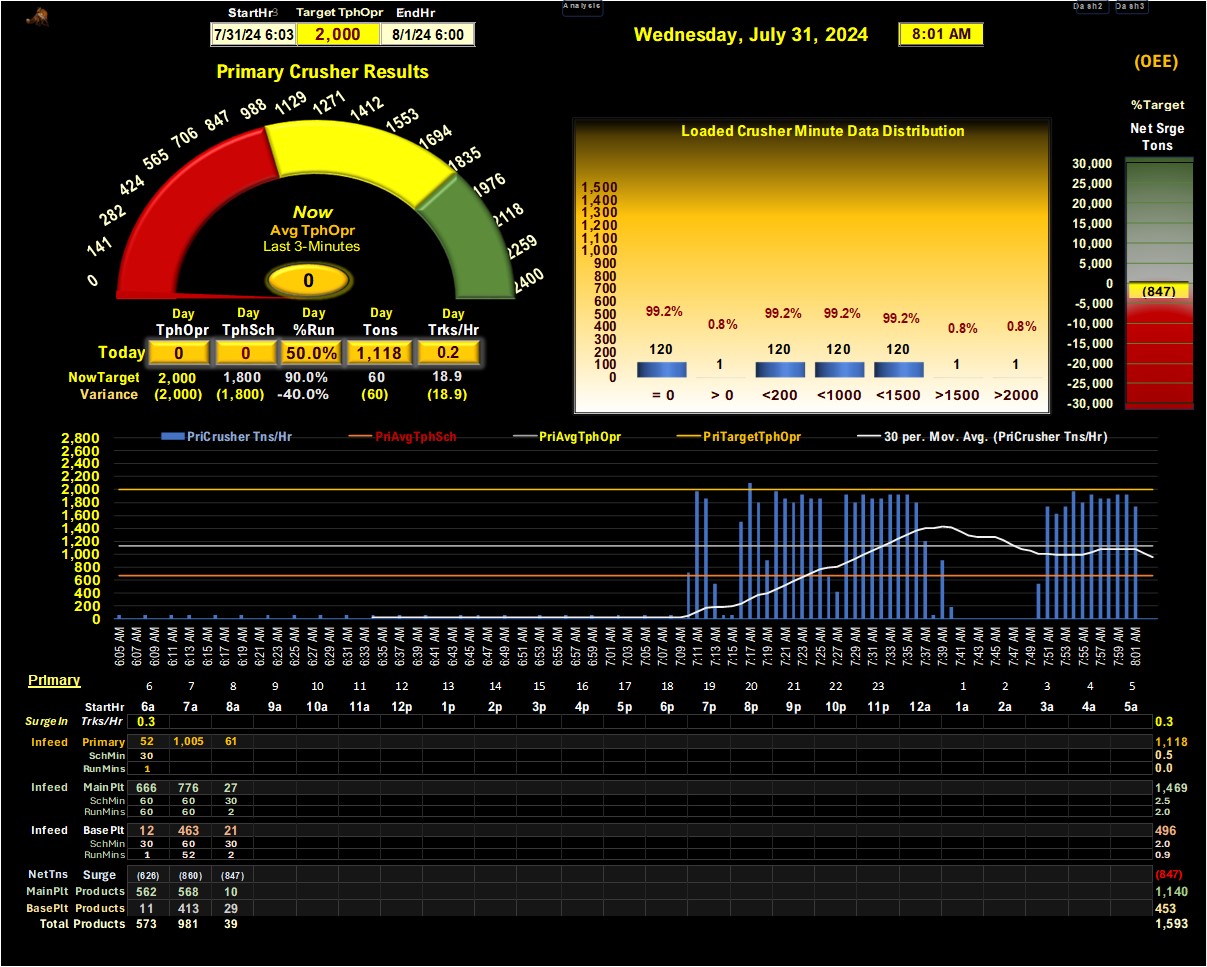 Analysis
Dash2 Dash3
StartHr3 Target TphOpr EndHr
7/31/24 6:03 2,000 8/1/24 6:00
Wednesday, July 31, 2024 8:01 AM
(OEE)
Primary Crusher Results
%Target
Net Srge
Tons
0 141 282 424 565 706 847 988 1129 1271 1412 1553 1694 1835 1976 2118 2259 2400
Now
Avg TphOpr
Last 3-Minutes
0
Day Day Day Day Day
TphOpr TphSch %Run Tons Trks/Hr
Today 0 0 50.0% 1,118 0.2
NowTarget 2,000 1,800 90.0% 60 18.9
Variance (2,000) (1,800) -40.0% (60) (18.9)
Loaded Crusher Minute Data Distribution
1,500
1,400
1,300
1,200
1,100
1,000
900
800
700
600
500
400
300
200
100
0
99.2% 0.8% 99.2% 99.2% 99.2% 0.8% 0.8%
120 1 120 120 120 1 1
= 0 > 0 <200 <1000 <1500 >1500 >2000
30,000
25,000
20,000
15,000
10,000
5,000
0
(847)
-5,000
-10,000
-15,000
-20,000
-25,000
-30,000
PriCrusher Tns/Hr PriAvgTphSch PriAvgTphOpr PriTargetTphOpr 30 per. Mov. Avg. (PriCrusher Tns/Hr)
2,800
2,600
2,400
2,200
2,000
1,800
1,600
1,400
1,200
1,000
800
600
400
200
0
6:05 AM 6:07 AM 6:09 AM 6:11 AM 6:13 AM 6:15 AM 6:17 AM 6:19 AM 6:21 AM 6:23 AM 6:25 AM 6:27 AM 6:29 AM 6:31 AM 6:33 AM 6:35 AM 6:37 AM 6:39 AM 6:41 AM 6:43 AM 6:45 AM 6:47 AM 6:49 AM 6:51 AM 6:53 AM 6:55 AM 6:57 AM 6:59 AM 7:01 AM 7:03 AM 7:05 AM 7:07 AM 7:09 AM 7:11 AM 7:13 AM 7:15 AM 7:17 AM 7:19 AM 7:21 AM 7:23 AM 7:25 AM 7:27 AM 7:29 AM 7:31 AM 7:33 AM 7:35 AM 7:37 AM 7:39 AM 7:41 AM 7:43 AM 7:45 AM 7:47 AM 7:49 AM 7:51 AM 7:53 AM 7:55 AM 7:57 AM 7:59 AM 8:01 AM
Primary 6 7 8 9 10 11 12 13 14 15 16 17 18 19 20 21 22 23 1 2 3 4 5
StartHr 6a 7a 8a 9a 10a 11a 12p 1p 2p 3p 4p 5p 6p 7p 8p 9p 10p 11p 12a 1a 2a 3a 4a 5a
SurgeIn Trks/Hr 0.3 0.3
Infeed Primary 52 1,005 61 1,118
SchMin 30 0.5
RunMins 1 0.0
Infeed MainPlt 666 776 27 1,469
SchMin 60 60 30 2.5
RunMins 60 60 2 2.0
Infeed BasePlt 12 463 21 496
SchMin 30 60 30 2.0
RunMins 1 52 2 0.9
NetTns Surge (626) (860) (847) (847)
MainPlt Products 562 568 10 1,140
BasePlt Products 11 413 29 453
Total Products 573 981 39 1,593